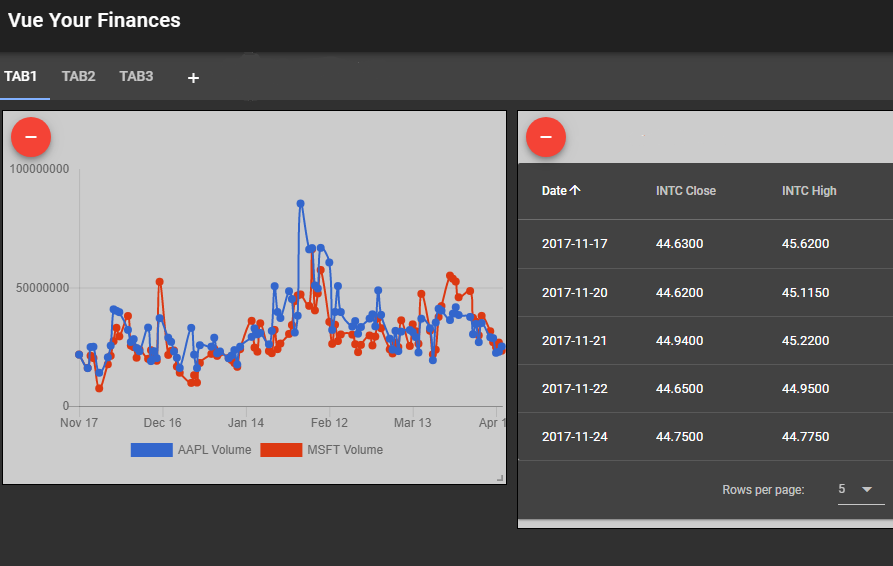 Vue Your Finances
TAB1 TAB2 TAB3 +
100000000
50000000
0
Nov 17 Dec 16 Jan 14 Feb 12 Mar 13 Apr 1
AAPL Volume MSFT Volume
Date INTC Close INTC High
2017-11-17 44.6300 45.6200
2017-11-20 44.6200 45.1150
2017-11-21 44.9400 45.2200
2017-11-22 44.6500 44.9500
2017-11-24 44.7500 44.7750
Rows per page: 5